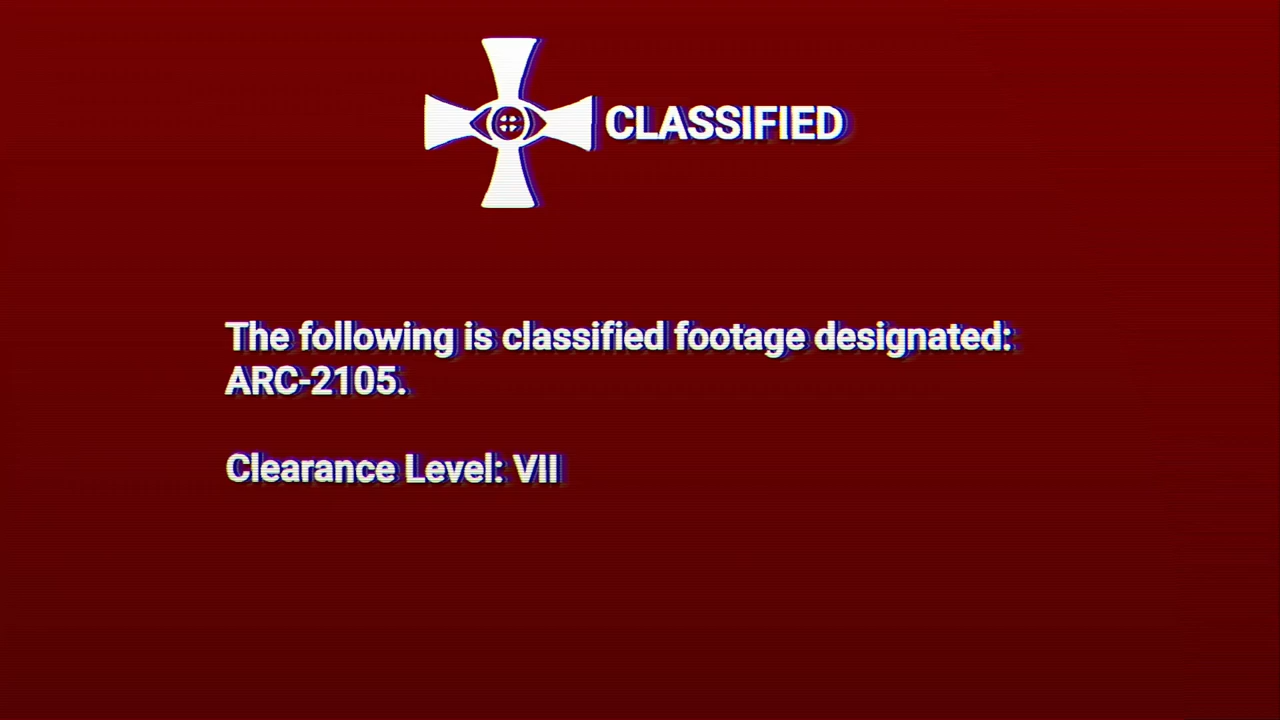 CLASSIFIED
The following is classified footage designated:
ARC-2105.
Clearance Level: VII